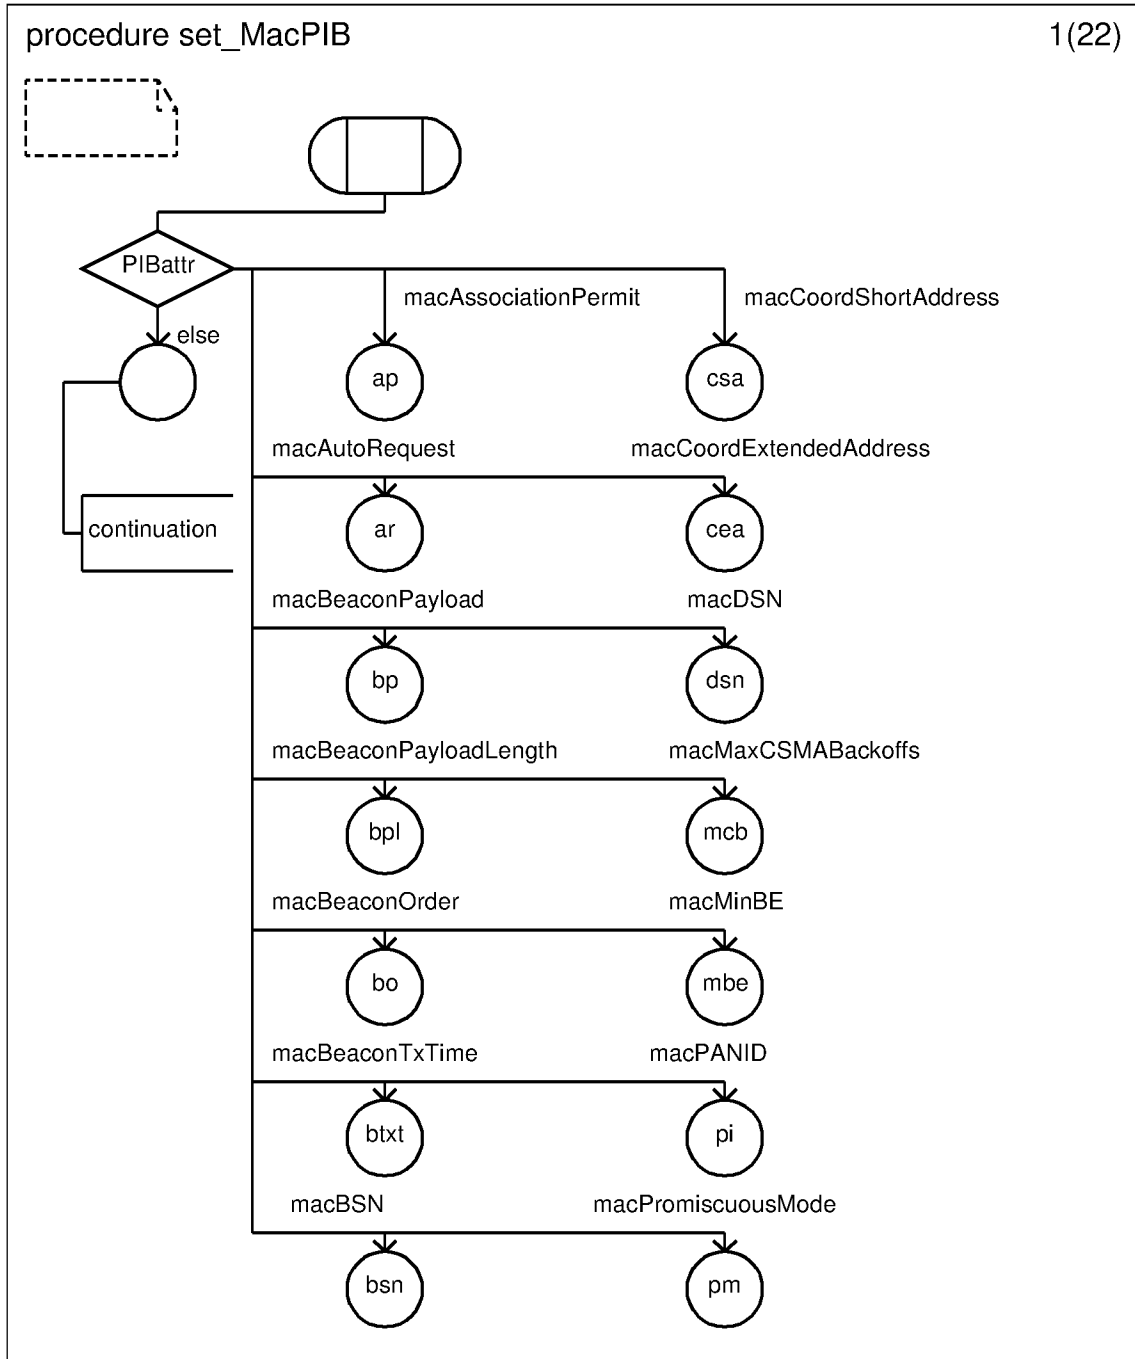 procedure set_MacPIB
1(22)
PIBattr
macAssociationPermit
macCoordShortAddress
else
ap
csa
macAutoRequest
macCoordExtendedAddress
continuation
ar
cea
macBeaconPayload
macDSN
bp
dsn
macBeaconPayloadLength
macMaxCSMABackoffs
bpl
mcb
macBeaconOrder
macMinBE
bo
mbe
macBeaconTxTime
macPANID
btxt
pi
macBSN
macPromiscuousMode
bsn
pm